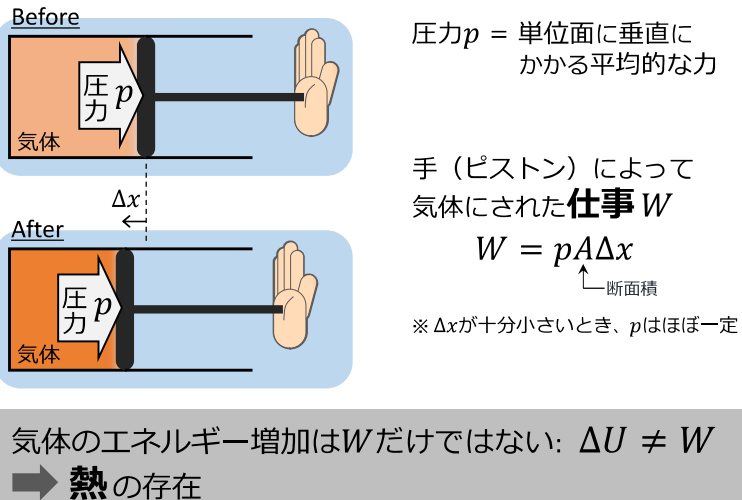 Before
圧力 p
気体
Δx
After
圧力 p
気体
圧力p = 単位面に垂直に
かかる平均的な力
手（ピストン）によって
気体にされた仕事 W
W = pAΔx
断面積
※ Δxが十分小さいとき、pはほぼ一定
気体のエネルギー増加はWだけではない: ΔU ≠ W
熱の存在